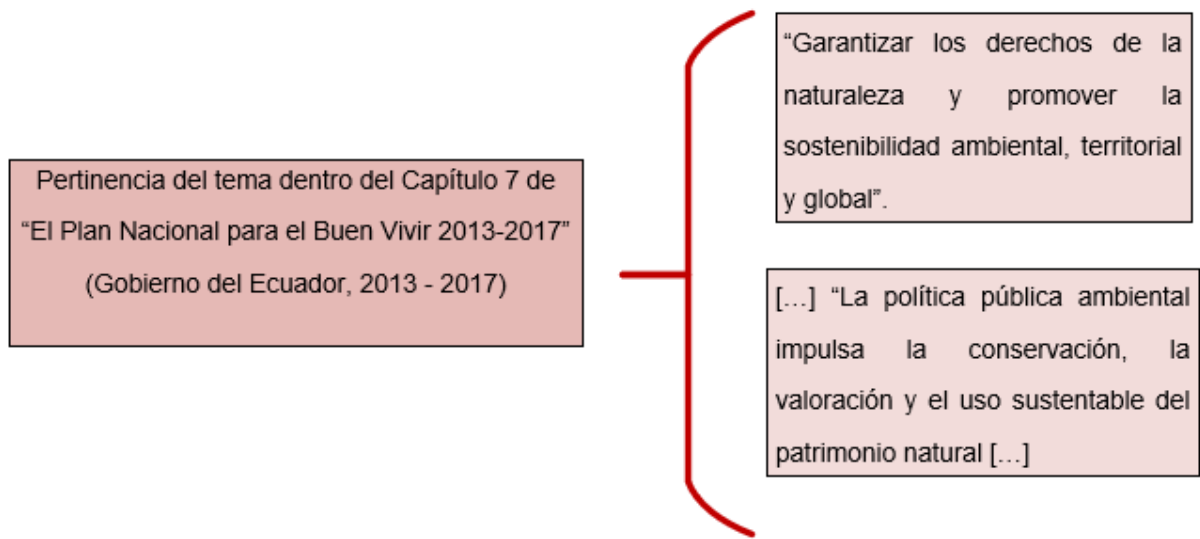 Pertinencia del tema dentro del Capítulo 7 de
“El Plan Nacional para el Buen Vivir 2013-2017”
(Gobierno del Ecuador, 2013 - 2017)
“Garantizar los derechos de la
naturaleza y promover la
sostenibilidad ambiental, territorial
y global”.
[…] “La política pública ambiental
impulsa la conservación, la
valoración y el uso sustentable del
patrimonio natural […]